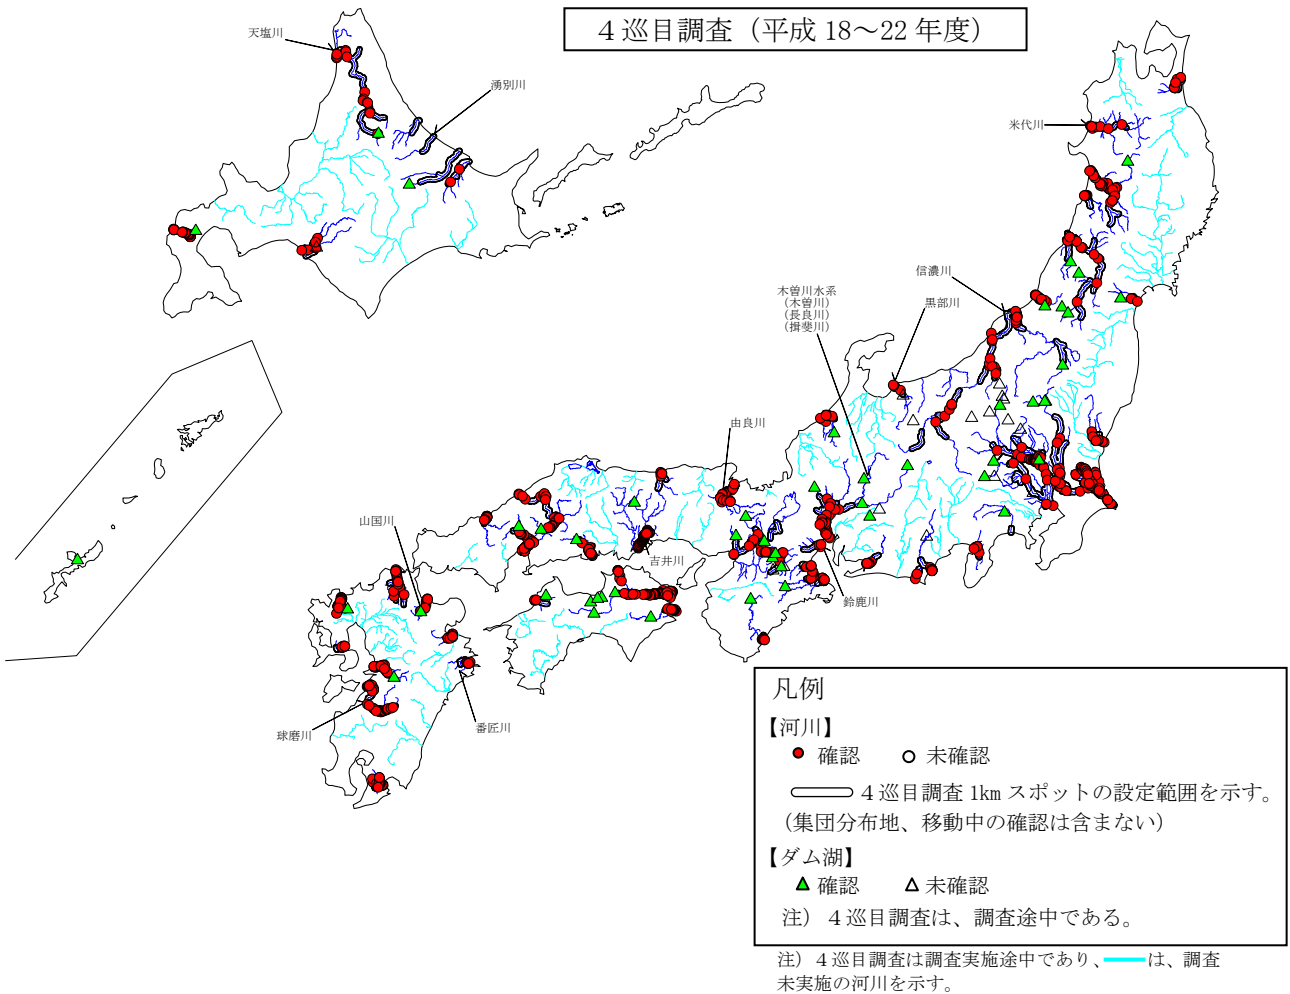 ４巡目調査（平成 18～22 年度）
天塩川
湧別川
米代川
信濃川
黒部川
木曽川水系
(木曽川)
(長良川)
(揖斐川)
由良川
山国川
吉井川
鈴鹿川
球磨川
番匠川
凡例
【河川】
確認 未確認
４巡目調査 1km スポットの設定範囲を示す。
（集団分布地、移動中の確認は含まない）
【ダム湖】
確認 未確認
注）４巡目調査は、調査途中である。
注）４巡目調査は調査実施途中であり、 は、調査
未実施の河川を示す。